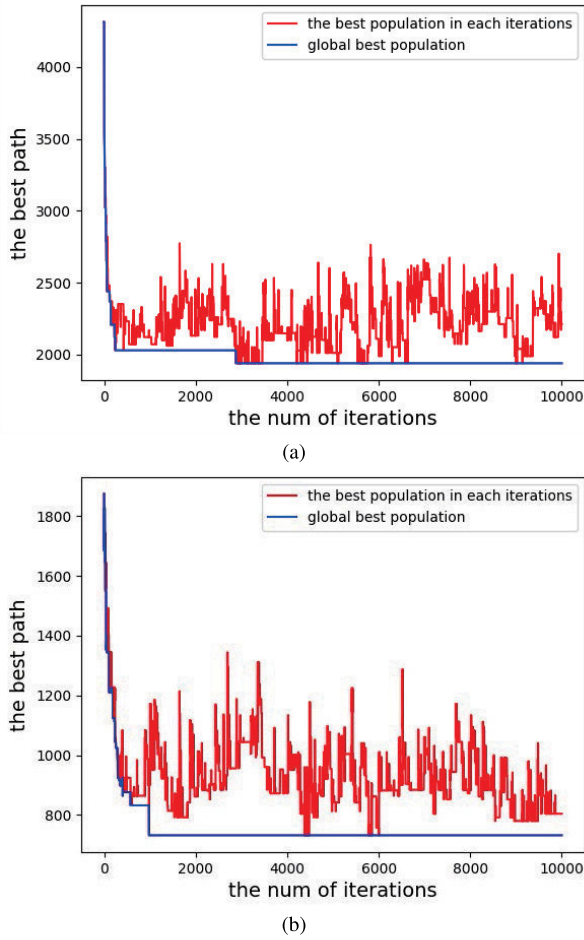 the best population in each iterations
global best population
4000
3500
3000
2500
2000
the best path
0 2000 4000 6000 8000 10000
the num of iterations
(a)
the best population in each iterations
global best population
1800
1600
1400
1200
1000
800
the best path
0 2000 4000 6000 8000 10000
the num of iterations
(b)